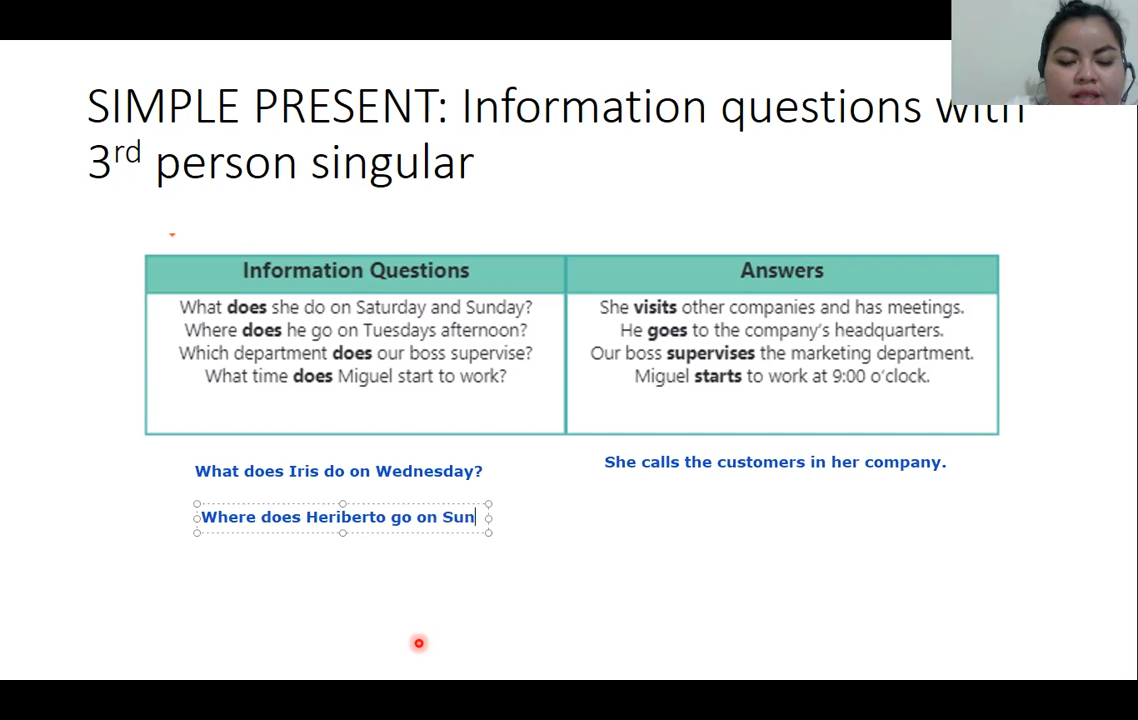 SIMPLE PRESENT: Information questions with
3rd person singular
Information Questions
Answers
What does she do on Saturday and Sunday?
Where does he go on Tuesdays afternoon?
Which department does our boss supervise?
What time does Miguel start to work?
She visits other companies and has meetings.
He goes to the company's headquarters.
Our boss supervises the marketing department.
Miguel starts to work at 9:00 o'clock.
What does Iris do on Wednesday?
She calls the customers in her company.
Where does Heriberto go on Sun